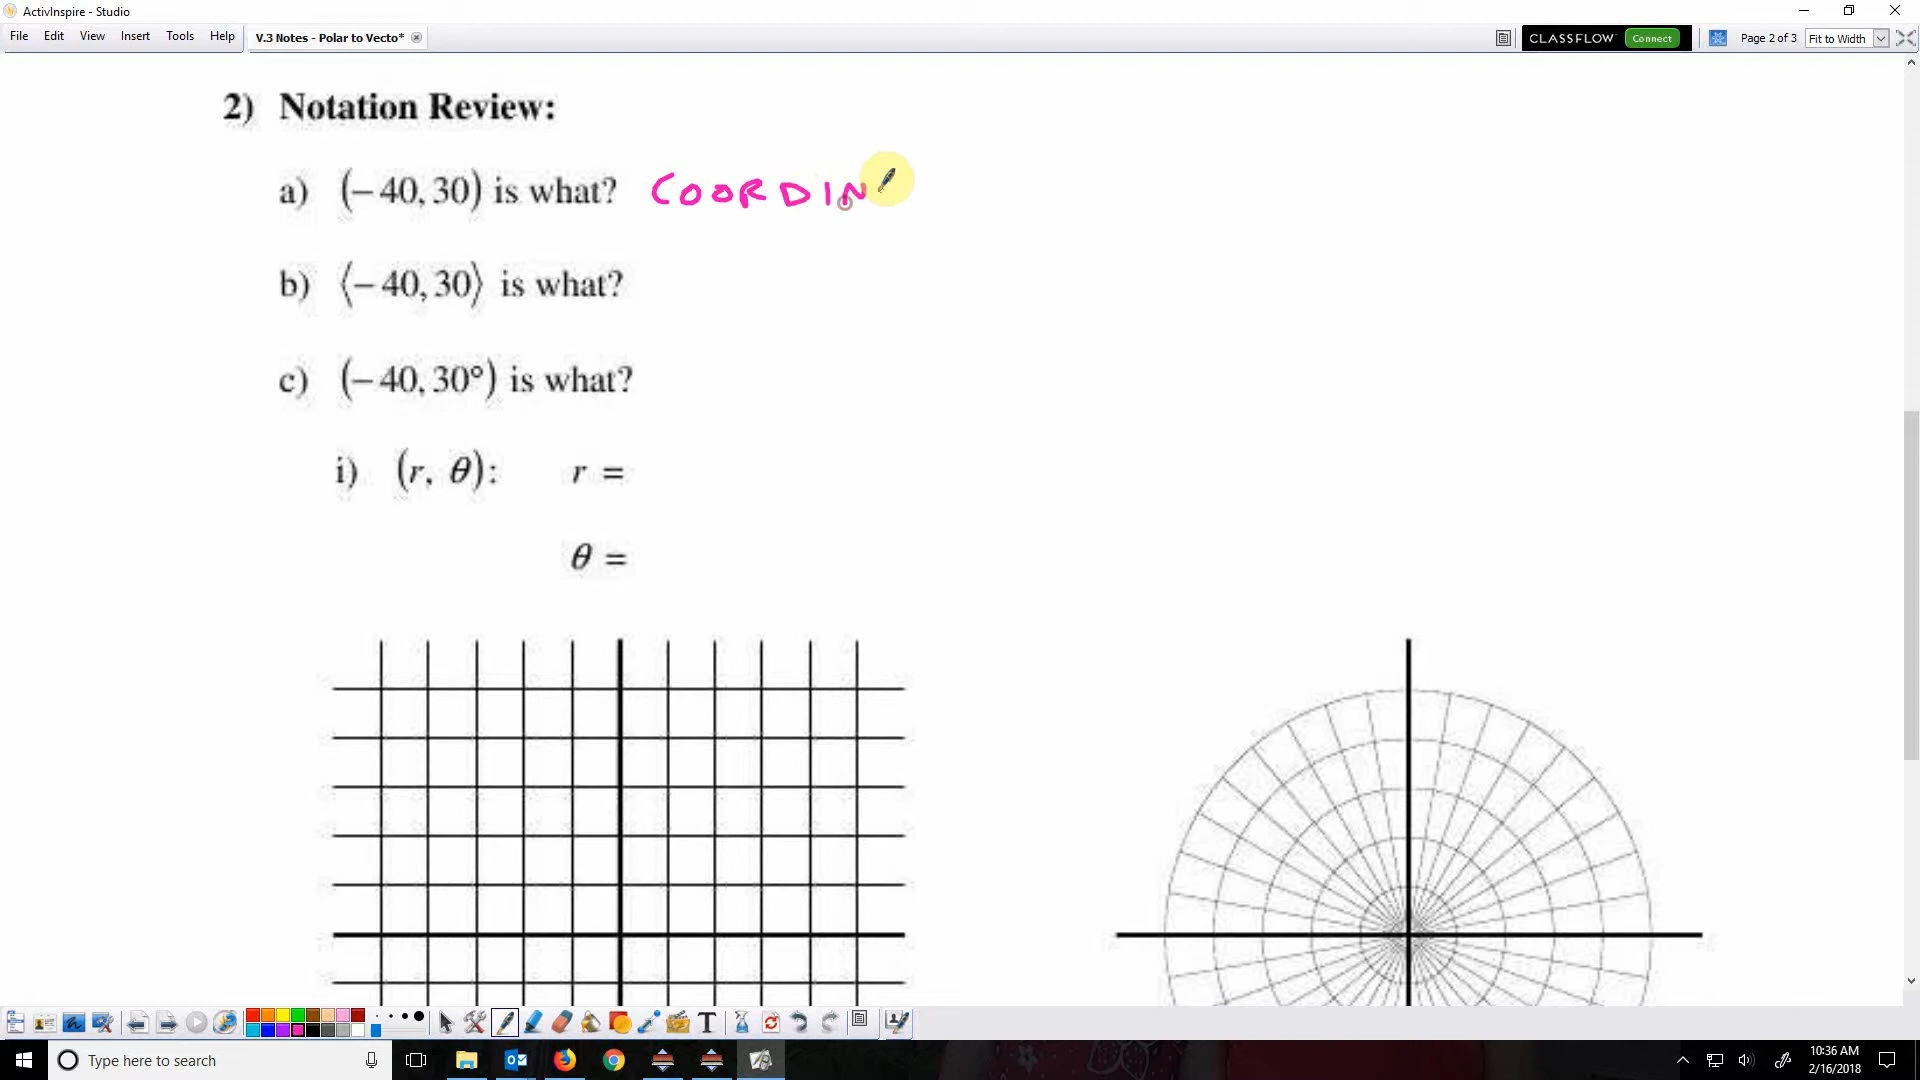 ActivInspire - Studio
File Edit View Insert Tools Help V.3 Notes - Polar to Vecto* CLASSFLOW Connect Page 2 of 3 Fit to Width
2) Notation Review:
a) (– 40, 30) is what? COORDIN
b) ⟨– 40, 30⟩ is what?
c) (– 40, 30°) is what?
i) (r, θ): r =
θ =
T
Type here to search
10:36 AM
2/16/2018